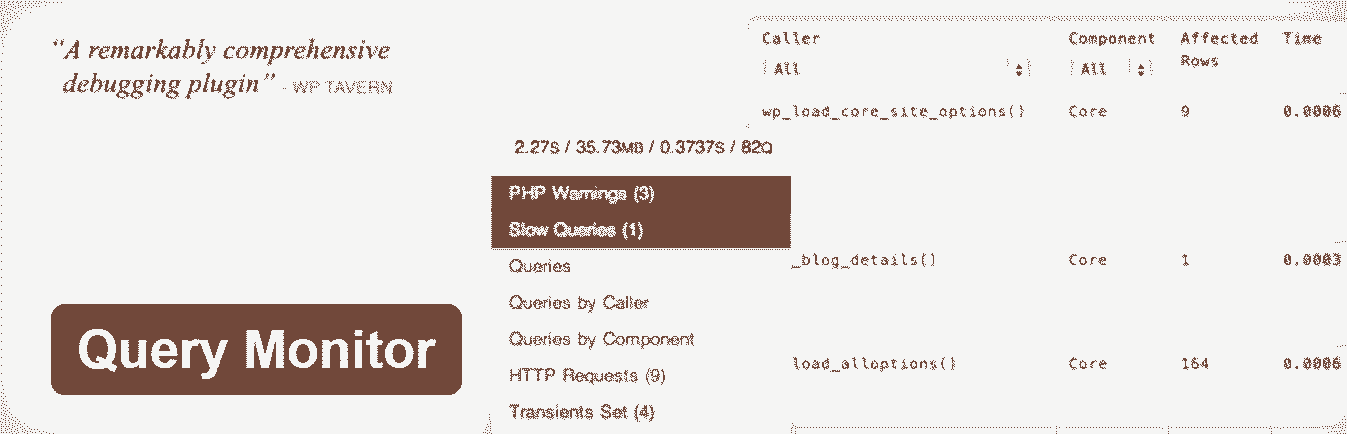 “A remarkably comprehensive
debugging plugin” - WP TAVERN
Query Monitor
2.27S / 35.73MB / 0.3737S / 82Q
PHP Warnings (3)
Slow Queries (1)
Queries
Queries by Caller
Queries by Component
HTTP Requests (9)
Transients Set (4)
Caller Component Affected Rows Time
All All
wp_load_core_site_options() Core 9 0.0006
_blog_details() Core 1 0.0003
load_alloptions() Core 164 0.0006